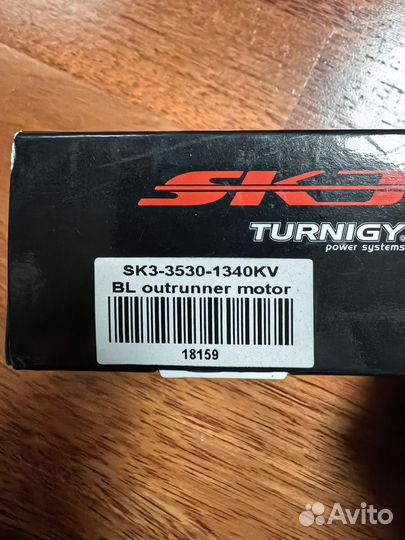 SK3
TURNIGY
power systems
SK3-3530-1340KV
BL outrunner motor
18159
Avito